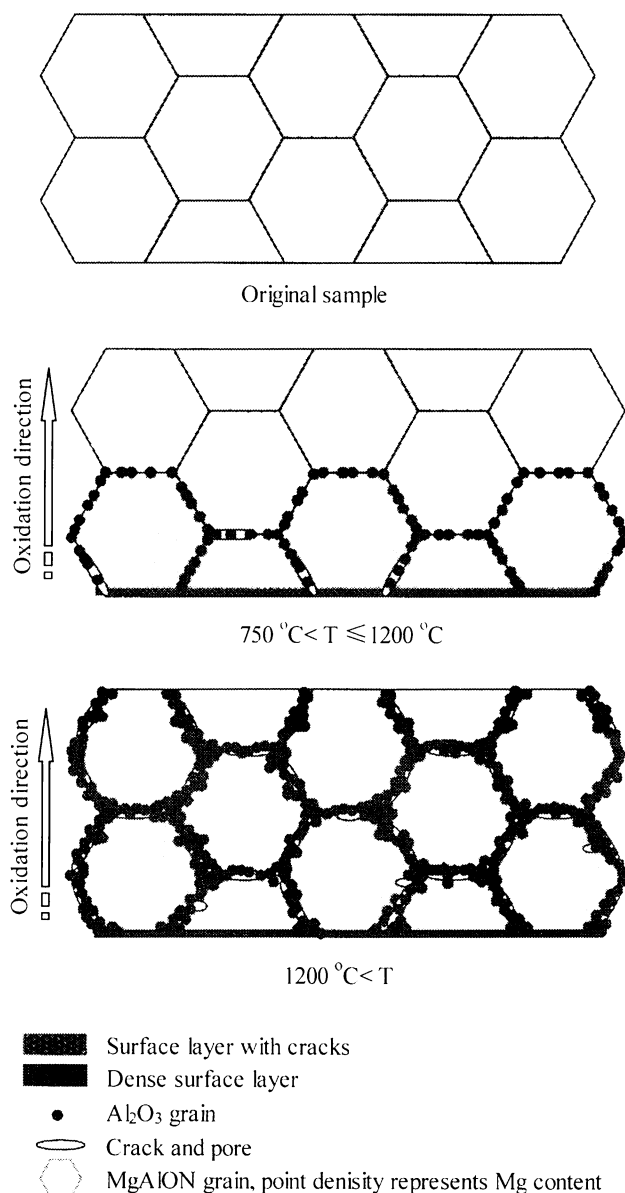 Original sample
Oxidation direction
750 °C< T ≤1200 °C
Oxidation direction
1200 °C< T
Surface layer with cracks
Dense surface layer
Al₂O₃ grain
Crack and pore
MgAlON grain, point denisity represents Mg content